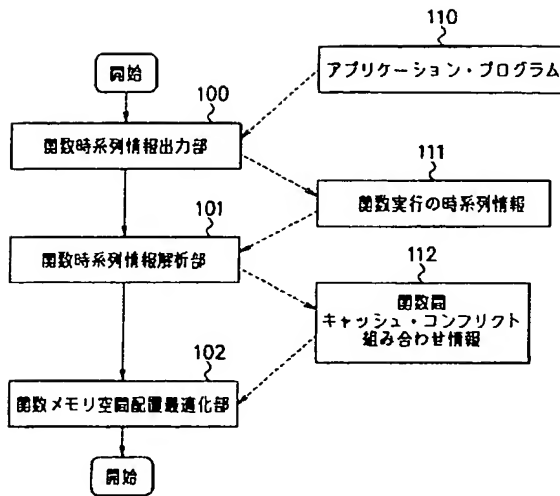 110
開始
アプリケーション・プログラム
100
関数時系列情報出力部
111
関数実行の時系列情報
101
関数時系列情報解析部
112
関数間
キャッシュ・コンフリクト
組み合わせ情報
102
関数メモリ空間配置最適化部
開始